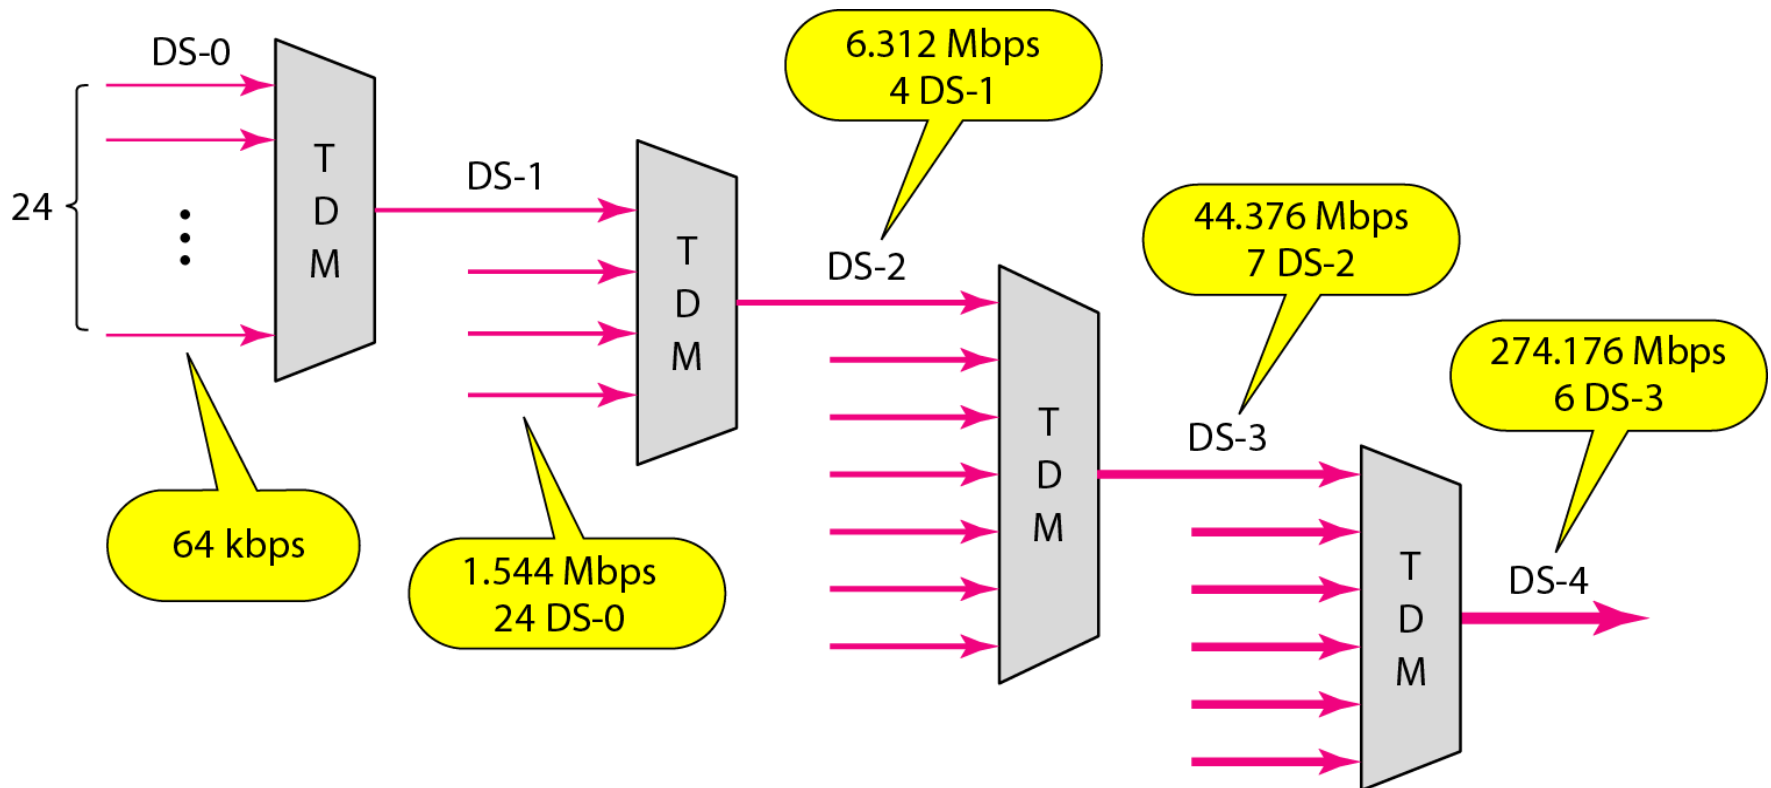 DS-0
24
T
D
M
64 kbps
DS-1
1.544 Mbps
24 DS-0
T
D
M
6.312 Mbps
4 DS-1
DS-2
T
D
M
44.376 Mbps
7 DS-2
DS-3
T
D
M
274.176 Mbps
6 DS-3
DS-4